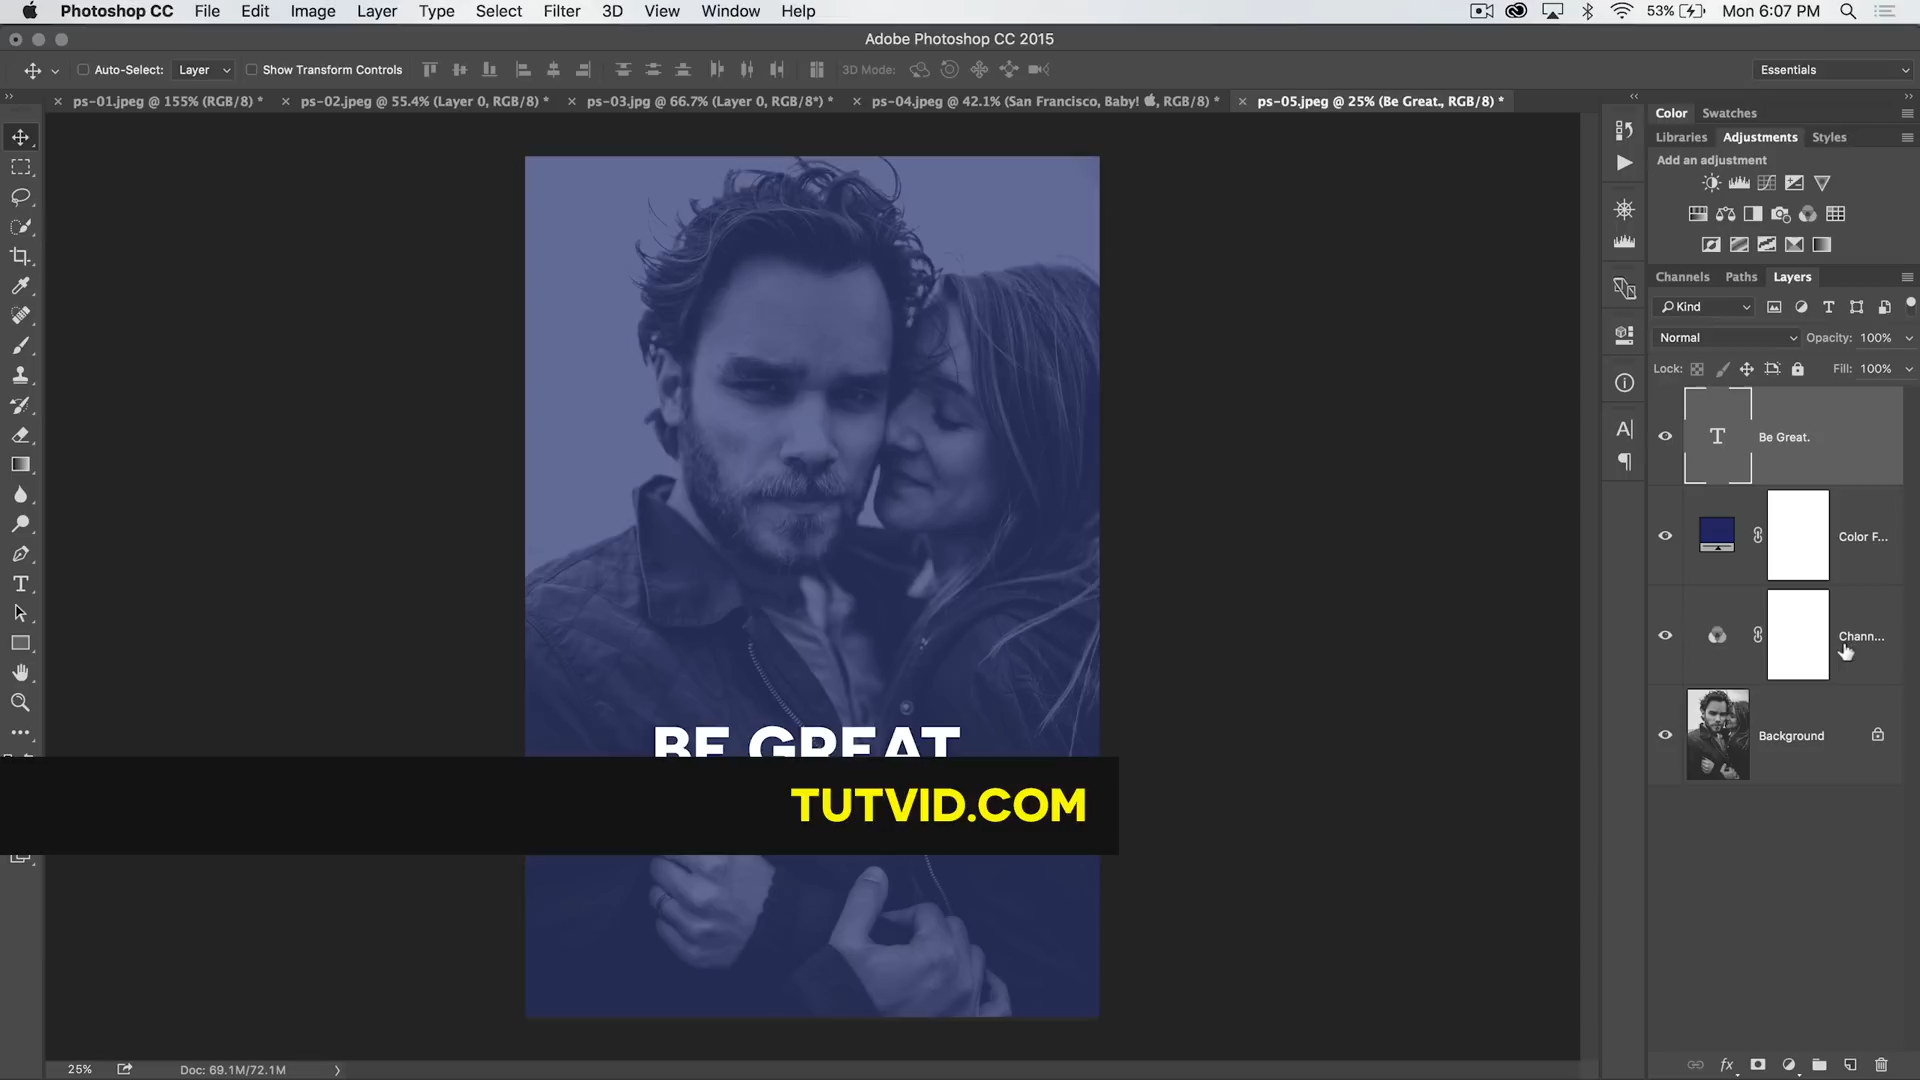 Photoshop CC File Edit Image Layer Type Select Filter 3D View Window Help 53% Mon 6:07 PM
Adobe Photoshop CC 2015
Auto-Select: Layer Show Transform Controls 3D Mode: Essentials
ps-01.jpeg @ 155% (RGB/8) * ps-02.jpeg @ 55.4% (Layer 0, RGB/8) * ps-03.jpg @ 66.7% (Layer 0, RGB/8*) * ps-04.jpeg @ 42.1% (San Francisco, Baby! , RGB/8) * ps-05.jpeg @ 25% (Be Great., RGB/8) *
Color Swatches
Libraries Adjustments Styles
Add an adjustment
Channels Paths Layers
Kind
Normal Opacity: 100%
Lock: Fill: 100%
Be Great.
Color F...
Chann...
Background
BE GREAT
TUTVID.COM
25% Doc: 69.1M/72.1M